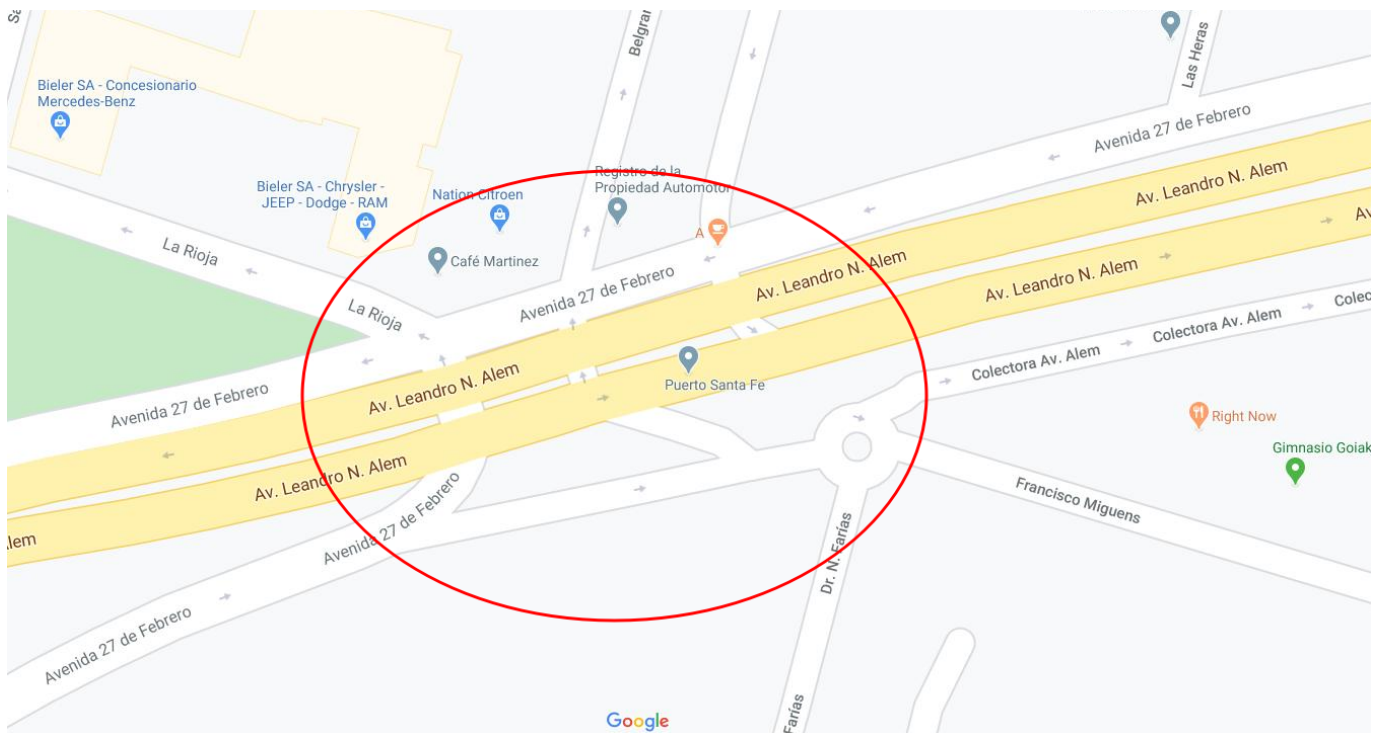 Belgra
Las Heras
Bieler SA - Concesionario
Mercedes-Benz
Avenida 27 de Febrero
Av. Leandro N. Alem
Registro de la
Propiedad Automotor
Bieler SA - Chrysler -
JEEP - Dodge - RAM
Nation Citroen
A
La Rioja
Café Martinez
Av. Leandro N. Alem
Av. Leandro N. Alem
Av
Avenida 27 de Febrero
La Rioja
Colectora Av. Alem
Colec
Colectora Av. Alem
Puerto Santa Fe
Av. Leandro N. Alem
Avenida 27 de Febrero
Right Now
Gimnasio Goiak
Av. Leandro N. Alem
Francisco Miguens
Avenida 27 de Febrero
lem
Dr. N. Farías
Avenida 27 de Febrero
Farías
Google